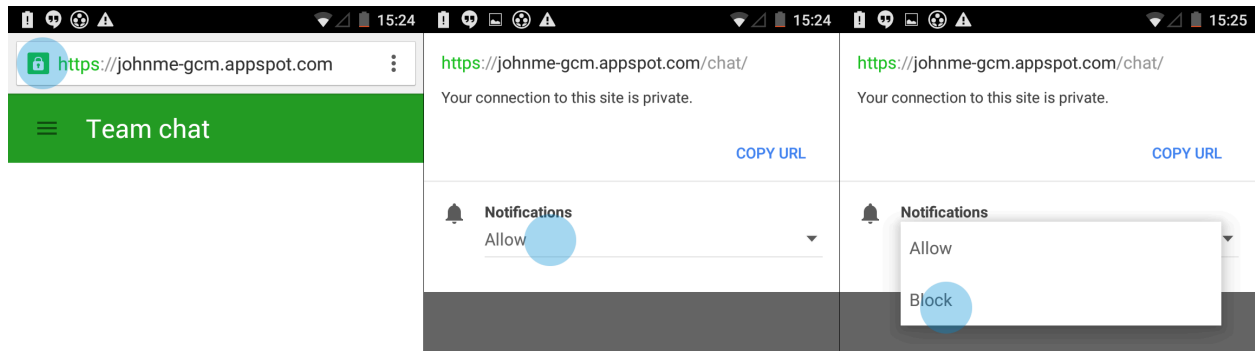 15:24
https://johnme-gcm.appspot.com
Team chat
15:24
https://johnme-gcm.appspot.com/chat/
Your connection to this site is private.
COPY URL
Notifications
Allow
15:25
https://johnme-gcm.appspot.com/chat/
Your connection to this site is private.
COPY URL
Notifications
Allow
Block